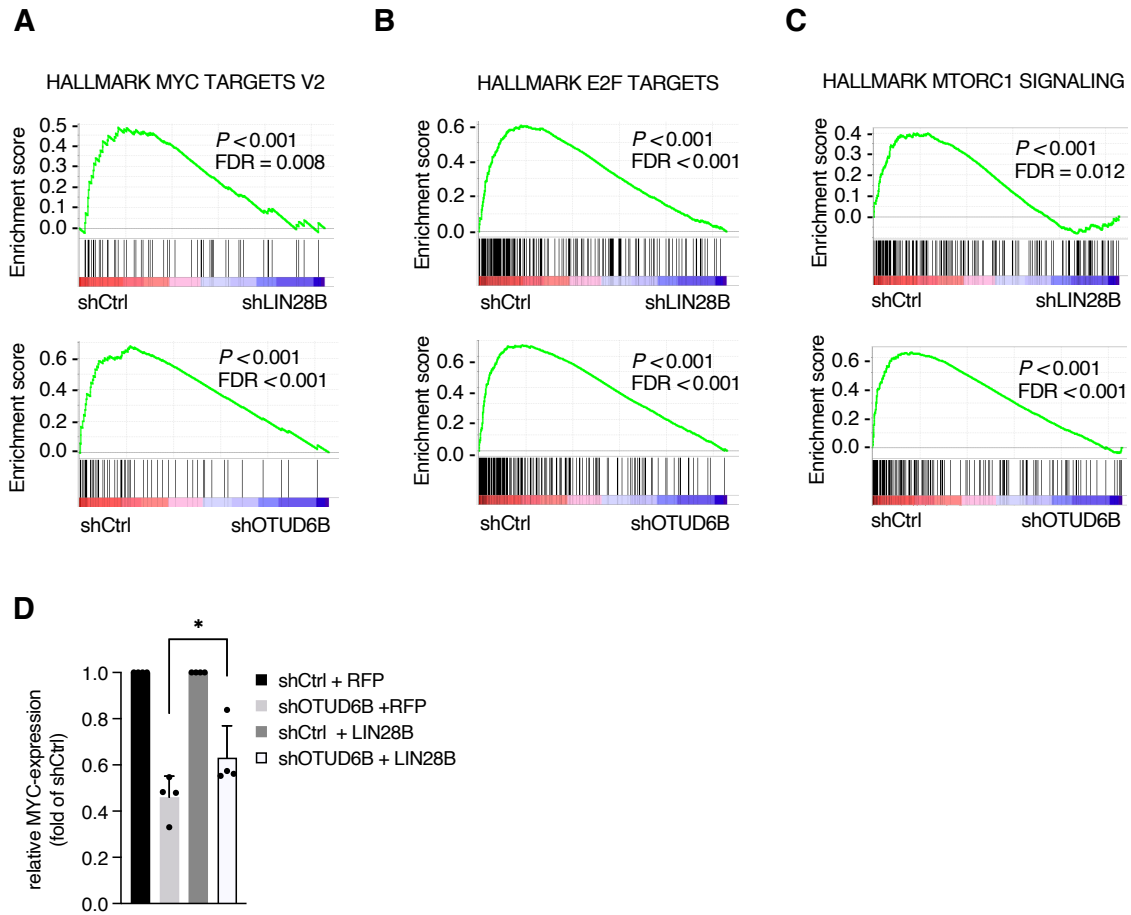 A
HALLMARK MYC TARGETS V2
Enrichment score
0.5
0.4
0.3
0.2
0.1
0.0
P < 0.001
FDR = 0.008
shCtrl shLIN28B
Enrichment score
0.6
0.4
0.2
0.0
P < 0.001
FDR < 0.001
shCtrl shOTUD6B
B
HALLMARK E2F TARGETS
Enrichment score
0.6
0.4
0.2
0.0
P < 0.001
FDR < 0.001
shCtrl shLIN28B
Enrichment score
0.6
0.4
0.2
0.0
P < 0.001
FDR < 0.001
shCtrl shOTUD6B
C
HALLMARK MTORC1 SIGNALING
Enrichment score
0.4
0.3
0.2
0.1
0.0
P < 0.001
FDR = 0.012
shCtrl shLIN28B
Enrichment score
0.6
0.4
0.2
0.0
P < 0.001
FDR < 0.001
shCtrl shOTUD6B
D
relative MYC-expression
(fold of shCtrl)
1.0
0.8
0.6
0.4
0.2
0.0
*
shCtrl + RFP
shOTUD6B +RFP
shCtrl + LIN28B
shOTUD6B + LIN28B